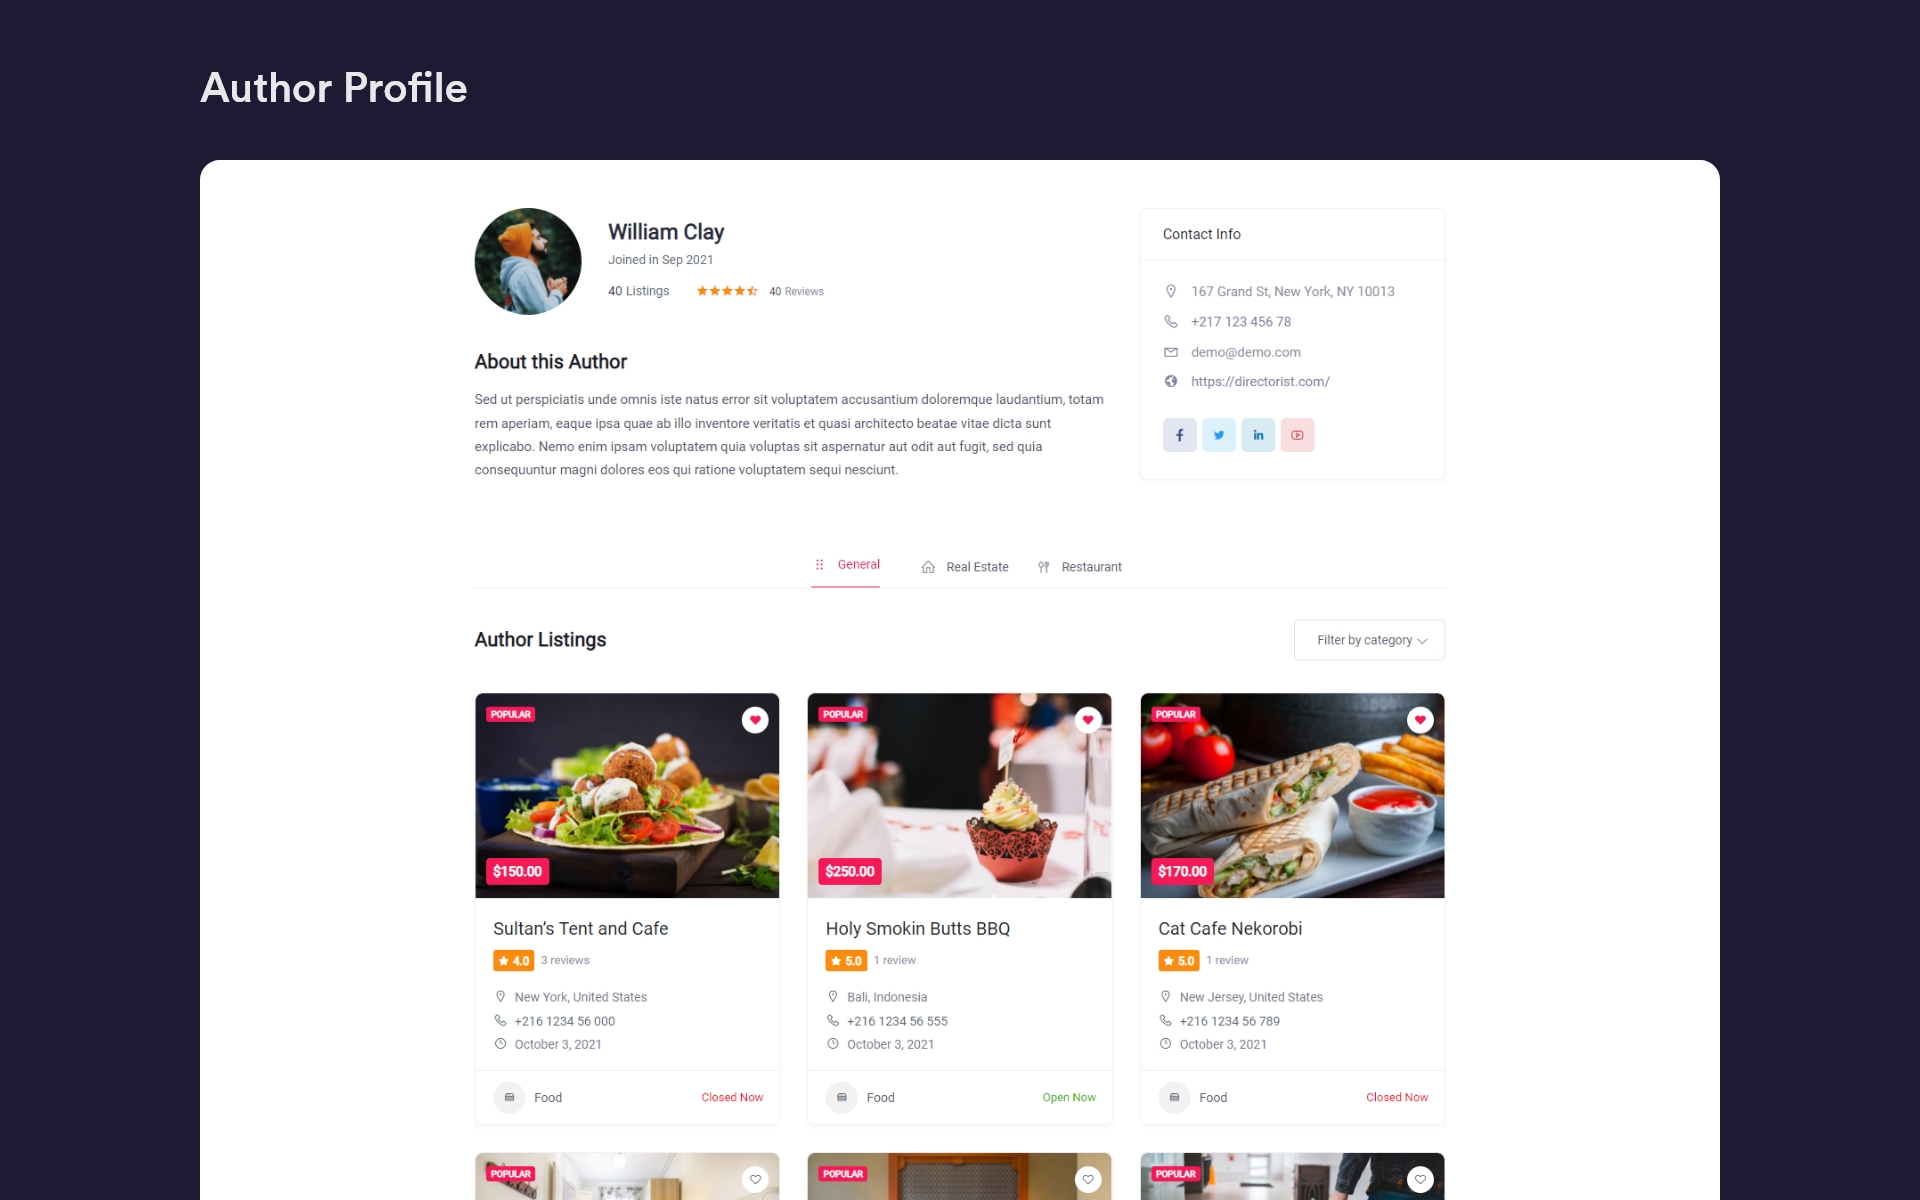 Author Profile
William Clay
Joined in Sep 2021
40 Listings 40 Reviews
Contact Info
167 Grand St, New York, NY 10013
+217 123 456 78
demo@demo.com
https://directorist.com/
About this Author
Sed ut perspiciatis unde omnis iste natus error sit voluptatem accusantium doloremque laudantium, totam
rem aperiam, eaque ipsa quae ab illo inventore veritatis et quasi architecto beatae vitae dicta sunt
explicabo. Nemo enim ipsam voluptatem quia voluptas sit aspernatur aut odit aut fugit, sed quia
consequuntur magni dolores eos qui ratione voluptatem sequi nesciunt.
General Real Estate Restaurant
Author Listings
Filter by category
POPULAR
$150.00
Sultan’s Tent and Cafe
4.0 3 reviews
New York, United States
+216 1234 56 000
October 3, 2021
Food Closed Now
POPULAR
$250.00
Holy Smokin Butts BBQ
5.0 1 review
Bali, Indonesia
+216 1234 56 555
October 3, 2021
Food Open Now
POPULAR
$170.00
Cat Cafe Nekorobi
5.0 1 review
New Jersey, United States
+216 1234 56 789
October 3, 2021
Food Closed Now
POPULAR
POPULAR
POPULAR